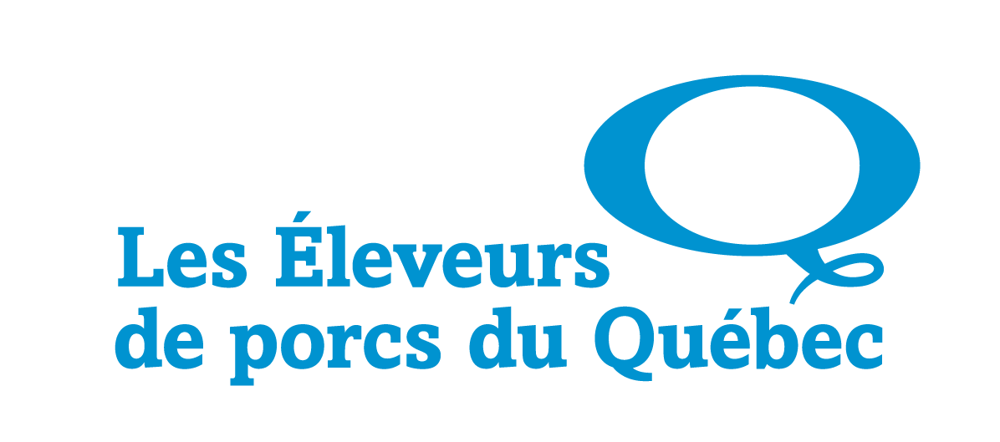 Q
Les Éleveurs
de porcs du Québec